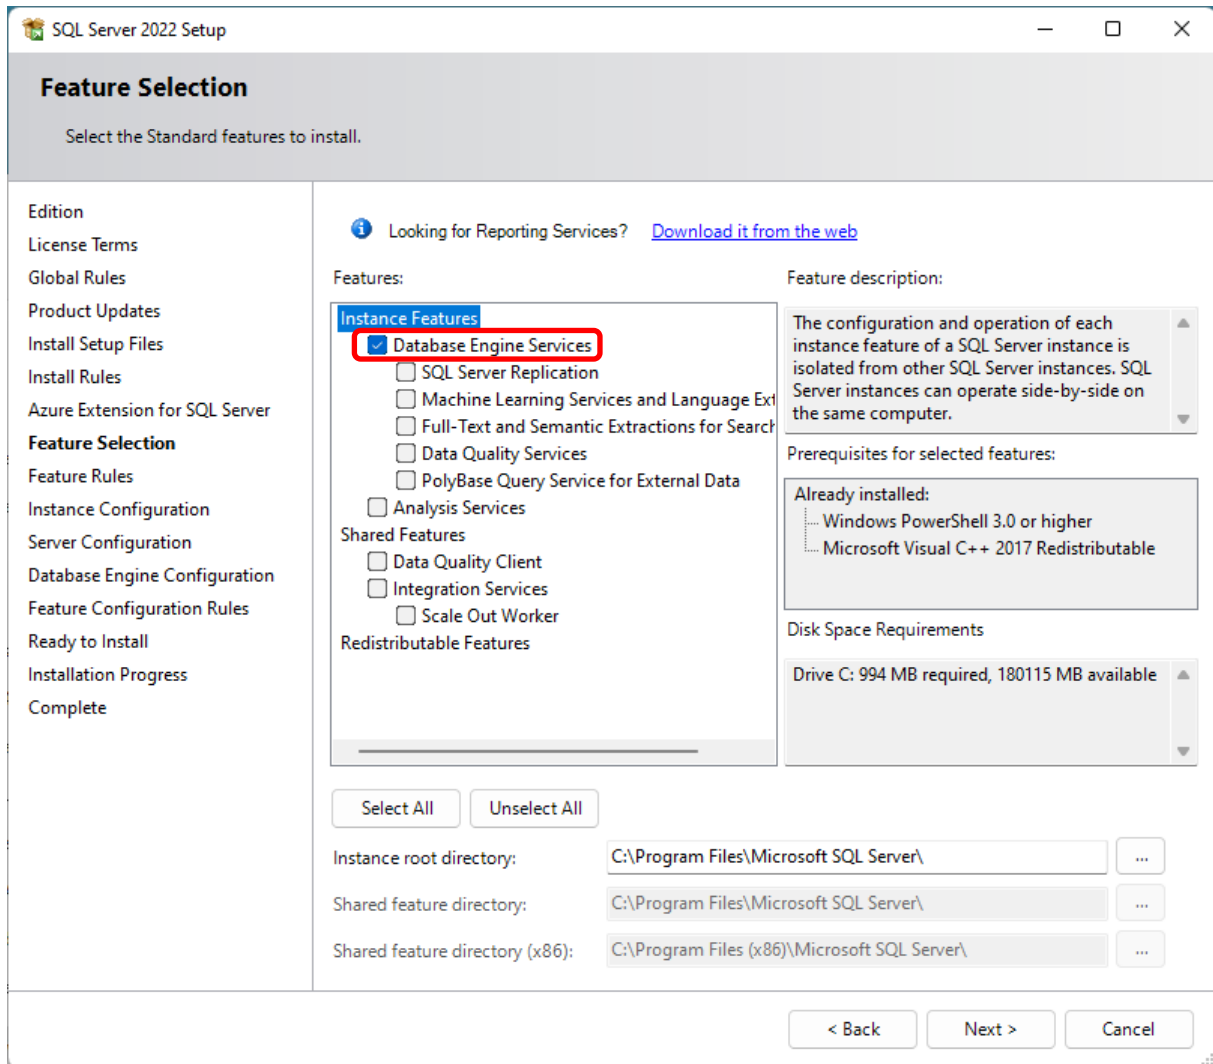 SQL Server 2022 Setup
Feature Selection
Select the Standard features to install.
Edition
License Terms
Global Rules
Product Updates
Install Setup Files
Install Rules
Azure Extension for SQL Server
Feature Selection
Feature Rules
Instance Configuration
Server Configuration
Database Engine Configuration
Feature Configuration Rules
Ready to Install
Installation Progress
Complete
Looking for Reporting Services? Download it from the web
Features:
Instance Features
Database Engine Services
SQL Server Replication
Machine Learning Services and Language Ext
Full-Text and Semantic Extractions for Search
Data Quality Services
PolyBase Query Service for External Data
Analysis Services
Shared Features
Data Quality Client
Integration Services
Scale Out Worker
Redistributable Features
Feature description:
The configuration and operation of each
instance feature of a SQL Server instance is
isolated from other SQL Server instances. SQL
Server instances can operate side-by-side on
the same computer.
Prerequisites for selected features:
Already installed:
Windows PowerShell 3.0 or higher
Microsoft Visual C++ 2017 Redistributable
Disk Space Requirements
Drive C: 994 MB required, 180115 MB available
Select All
Unselect All
Instance root directory: C:\Program Files\Microsoft SQL Server\ ...
Shared feature directory: C:\Program Files\Microsoft SQL Server\ ...
Shared feature directory (x86): C:\Program Files (x86)\Microsoft SQL Server\ ...
< Back
Next >
Cancel